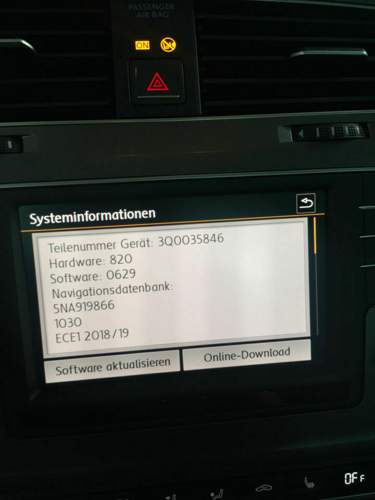 PASSENGER
AIR BAG
ON
Systeminformationen
Teilenummer Gerät: 3Q0035846
Hardware: 820
Software: 0629
Navigationsdatenbank:
5NA919866
1030
ECE1 2018/19
Software aktualisieren
Online-Download
OFF